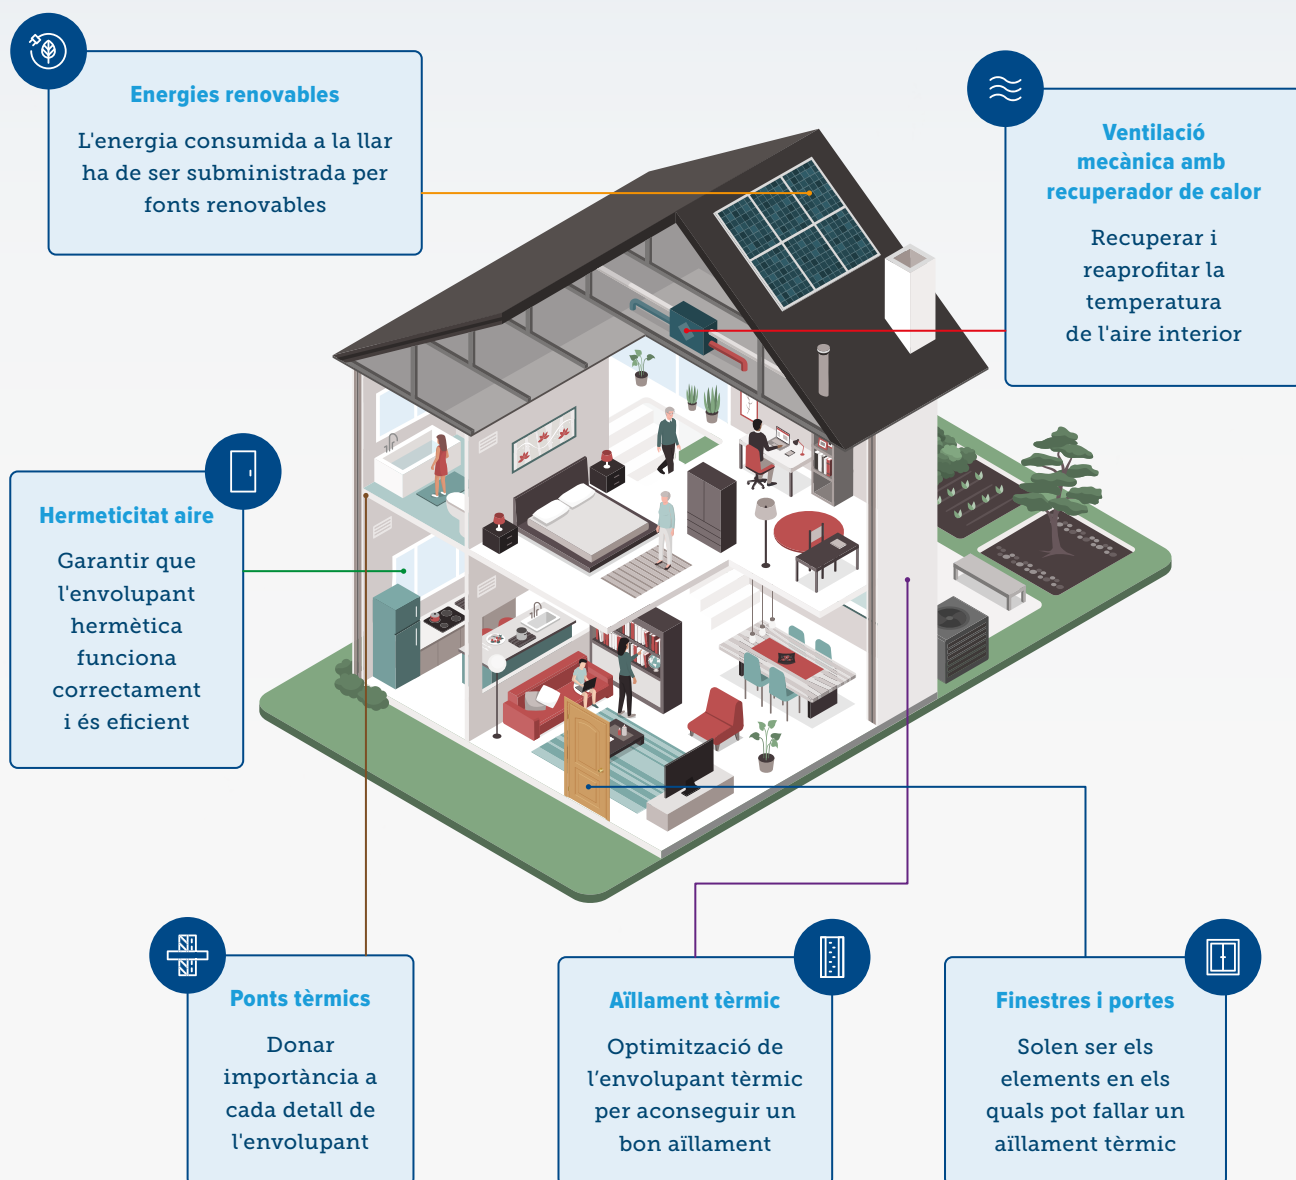 Energies renovables
L'energia consumida a la llar
ha de ser subministrada per
fonts renovables
Ventilació
mecànica amb
recuperador de calor
Recuperar i
reaprofitar la
temperatura
de l'aire interior
Hermeticitat aire
Garantir que
l'envolupant
hermètica
funciona
correctament
i és eficient
Ponts tèrmics
Donar
importància a
cada detall de
l'envolupant
Aïllament tèrmic
Optimització de
l’envolupant tèrmic
per aconseguir un
bon aïllament
Finestres i portes
Solen ser els
elements en els
quals pot fallar un
aïllament tèrmic